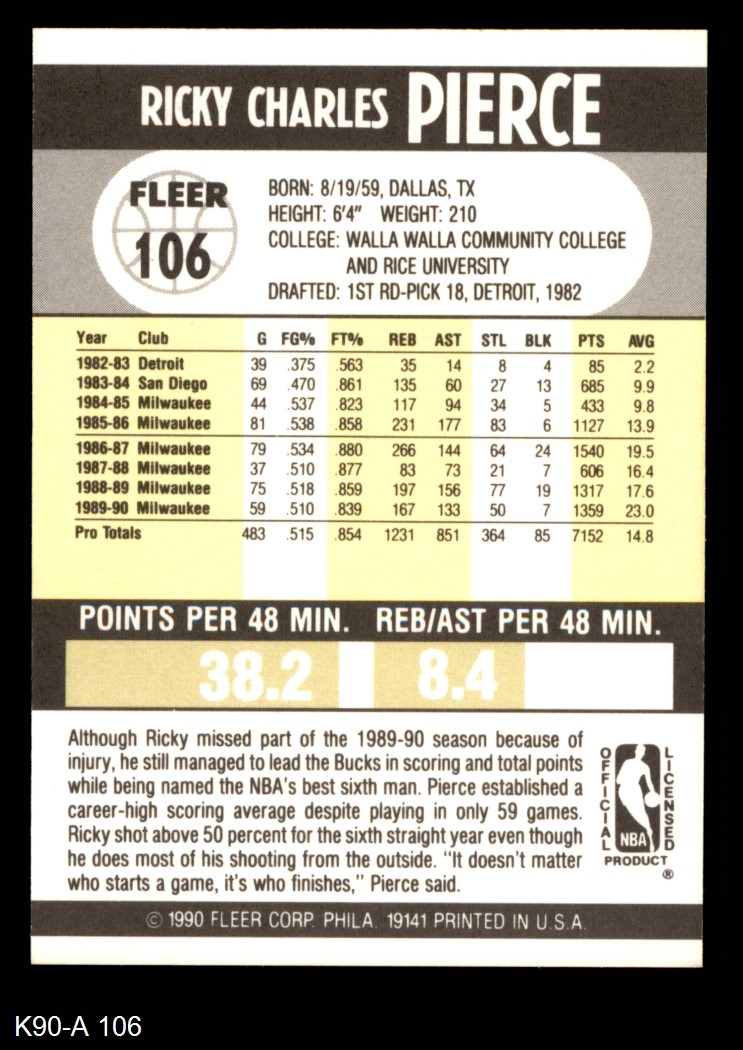 RICKY CHARLES PIERCE
FLEER
106
BORN: 8/19/59, DALLAS, TX
HEIGHT: 6'4" WEIGHT: 210
COLLEGE: WALLA WALLA COMMUNITY COLLEGE
AND RICE UNIVERSITY
DRAFTED: 1ST RD-PICK 18, DETROIT, 1982
Year Club G FG% FT% REB AST STL BLK PTS AVG
1982-83 Detroit 39 .375 .563 35 14 8 4 85 2.2
1983-84 San Diego 69 .470 .861 135 60 27 13 685 9.9
1984-85 Milwaukee 44 .537 .823 117 94 34 5 433 9.8
1985-86 Milwaukee 81 .538 .858 231 177 83 6 1127 13.9
1986-87 Milwaukee 79 .534 .880 266 144 64 24 1540 19.5
1987-88 Milwaukee 37 .510 .877 83 73 21 7 606 16.4
1988-89 Milwaukee 75 .518 .859 197 156 77 19 1317 17.6
1989-90 Milwaukee 59 .510 .839 167 133 50 7 1359 23.0
Pro Totals 483 .515 .854 1231 851 364 85 7152 14.8
POINTS PER 48 MIN. REB/AST PER 48 MIN.
38.2 8.4
Although Ricky missed part of the 1989-90 season because of
injury, he still managed to lead the Bucks in scoring and total points
while being named the NBA's best sixth man. Pierce established a
career-high scoring average despite playing in only 59 games.
Ricky shot above 50 percent for the sixth straight year even though
he does most of his shooting from the outside. "It doesn't matter
who starts a game, it's who finishes," Pierce said.
OFFICIAL
LICENSED
NBA
PRODUCT
®
© 1990 FLEER CORP. PHILA. 19141 PRINTED IN U.S.A.
K90-A 106